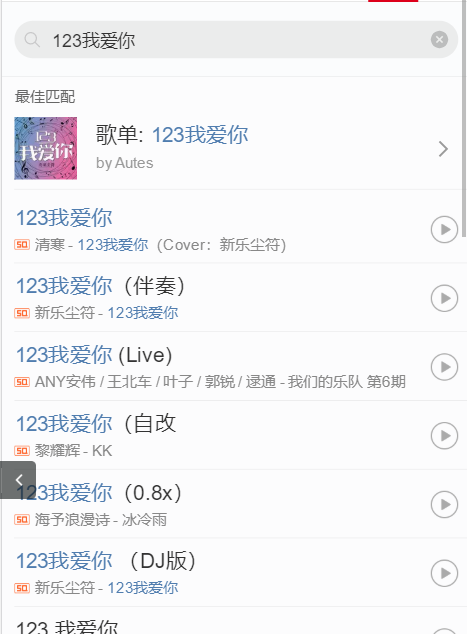 123我爱你
最佳匹配
123
我爱你
歌单: 123我爱你
by Autes
123我爱你
SQ 清寒 - 123我爱你（Cover：新乐尘符）
123我爱你（伴奏）
SQ 新乐尘符 - 123我爱你
123我爱你 (Live)
SQ ANY安伟 / 王北车 / 叶子 / 郭锐 / 逯通 - 我们的乐队 第6期
123我爱你（自改
SQ 黎耀辉 - KK
123我爱你（0.8x）
SQ 海予浪漫诗 - 冰冷雨
123我爱你 （DJ版）
SQ 新乐尘符 - 123我爱你
123 我爱你